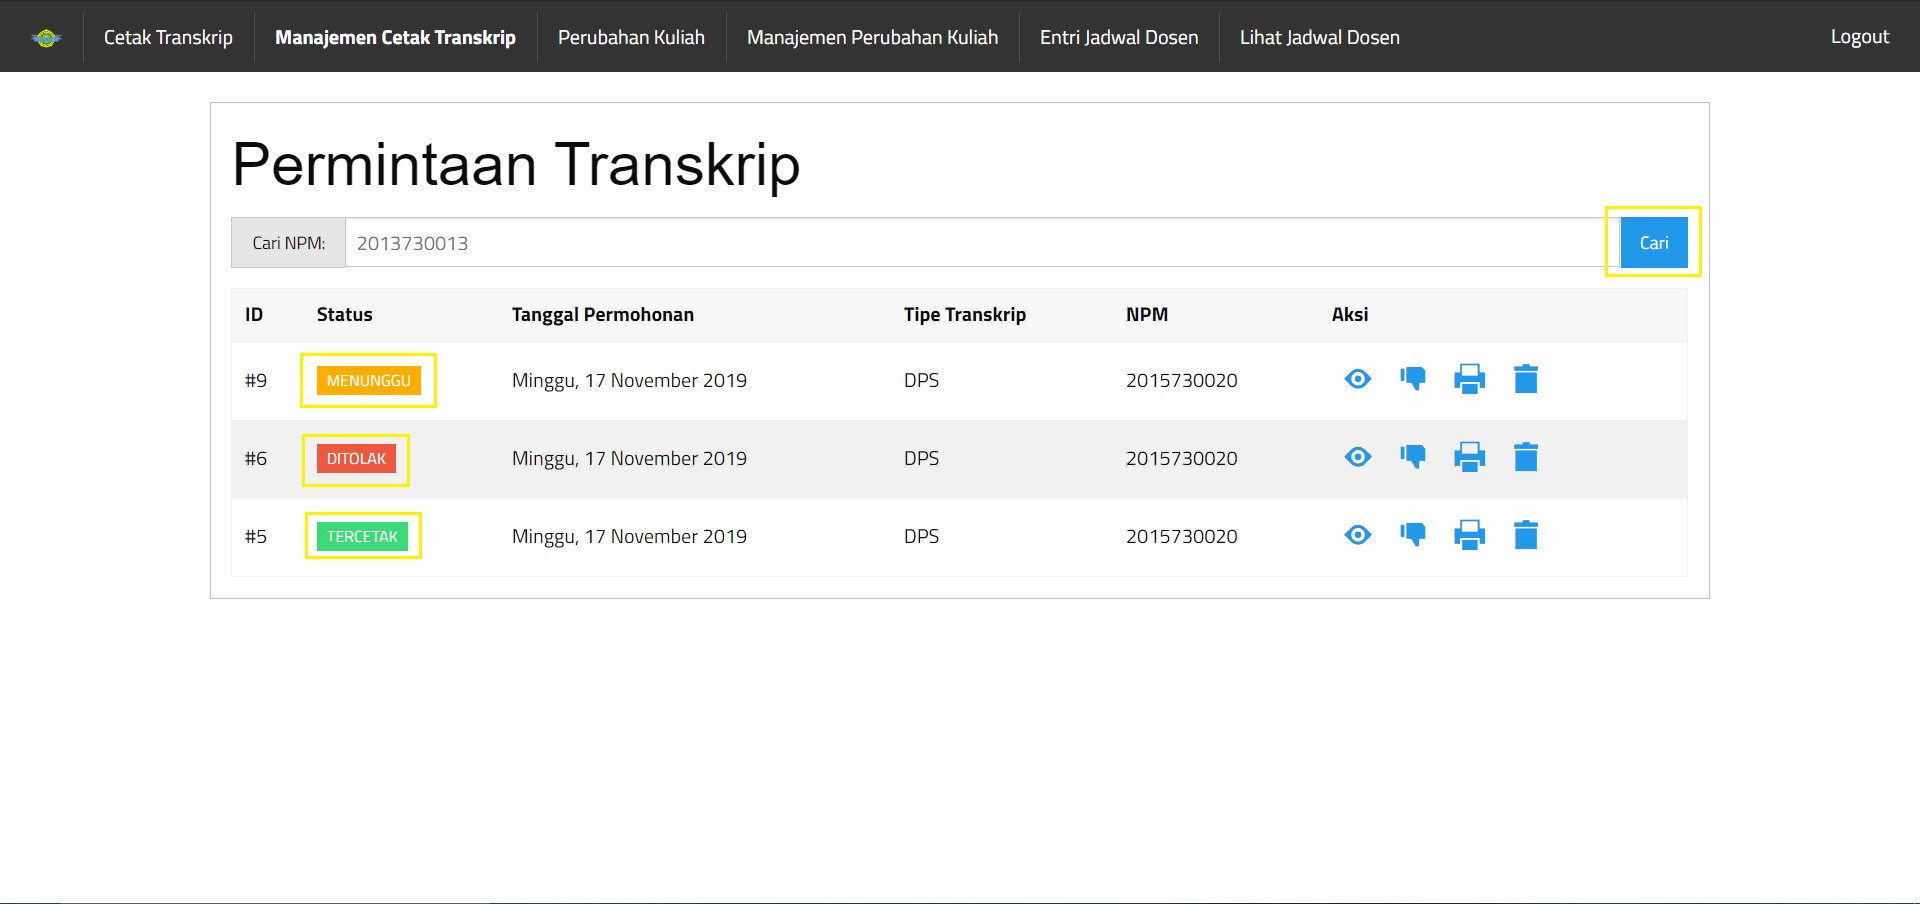 Cetak Transkrip Manajemen Cetak Transkrip Perubahan Kuliah Manajemen Perubahan Kuliah Entri Jadwal Dosen Lihat Jadwal Dosen Logout
Permintaan Transkrip
Cari NPM: 2013730013 Cari
ID Status Tanggal Permohonan Tipe Transkrip NPM Aksi
#9 MENUNGGU Minggu, 17 November 2019 DPS 2015730020
#6 DITOLAK Minggu, 17 November 2019 DPS 2015730020
#5 TERCETAK Minggu, 17 November 2019 DPS 2015730020